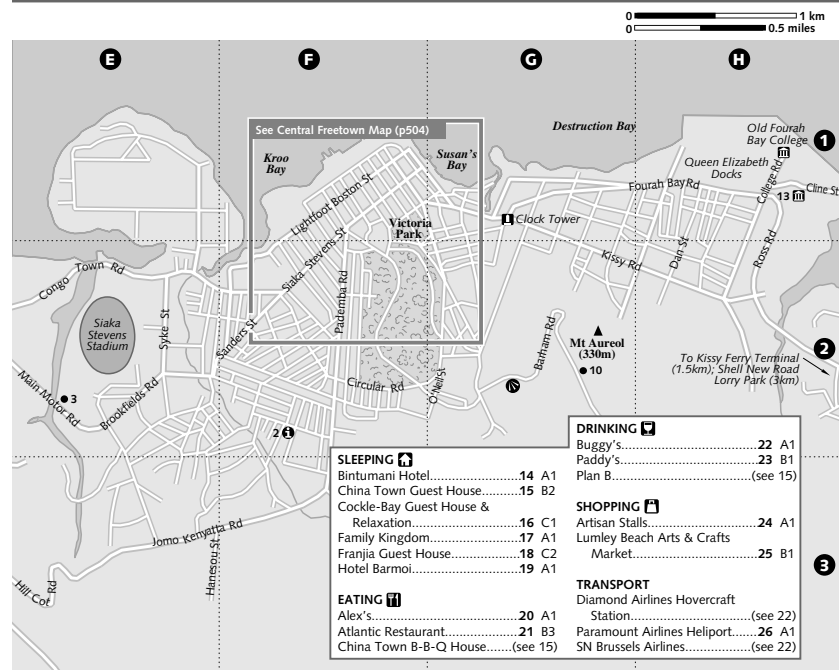 0 1 km
0 0.5 miles
E F G H
See Central Freetown Map (p504)
Destruction Bay
Old Fourah
Bay College
1
Kroo
Bay
Susan's
Bay
Queen Elizabeth
Docks
College Rd
Cline St
13
Fourah Bay Rd
Lightfoot Boston St
Clock Tower
Victoria
Park
Siaka Stevens St
Kissy Rd
Dan St
Ross Rd
Congo Town Rd
Pademba Rd
Siaka
Stevens
Stadium
Syke St
Sanders St
Batham Rd
Mt Aureol
(330m)
10
2
To Kissy Ferry Terminal
(1.5km); Shell New Road
Lorry Park (3km)
Main Motor Rd
3
Brookfields Rd
Circular Rd
O'Neil St
2
Jomo Kenyatta Rd
Hanesou St
Hill Cot Rd
3
SLEEPING
Bintumani Hotel 14 A1
China Town Guest House 15 B2
Cockle-Bay Guest House &
Relaxation 16 C1
Family Kingdom 17 A1
Franjia Guest House 18 C2
Hotel Barmoi 19 A1
EATING
Alex's 20 A1
Atlantic Restaurant 21 B3
China Town B-B-Q House (see 15)
DRINKING
Buggy's 22 A1
Paddy's 23 B1
Plan B (see 15)
SHOPPING
Artisan Stalls 24 A1
Lumley Beach Arts & Crafts
Market 25 B1
TRANSPORT
Diamond Airlines Hovercraft
Station (see 22)
Paramount Airlines Heliport 26 A1
SN Brussels Airlines (see 22)